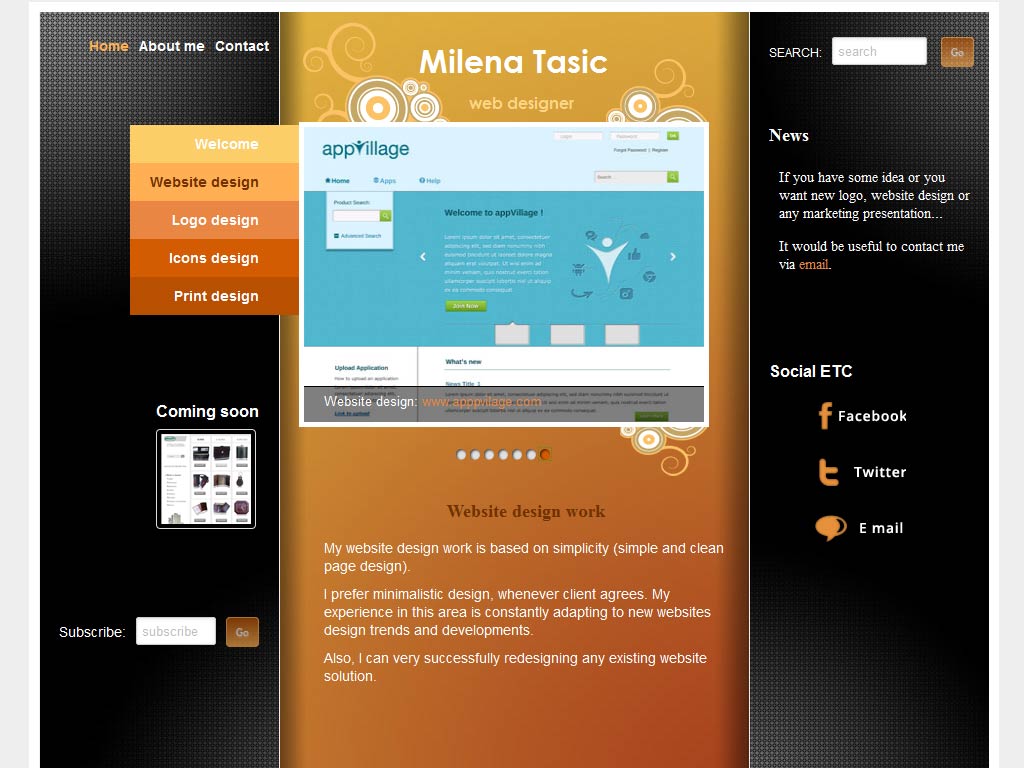 Home About me Contact
Milena Tasic
web designer
SEARCH: search Go
Welcome
Website design
Logo design
Icons design
Print design
appVillage
Login Password
Forgot Password | Register
Home Apps Help
Search ...
Product Search:
Advanced Search
Welcome to appVillage !
Lorem ipsum dolor sit amet, consectetuer
adipiscing elit, sed diam nonummy nibh
euismod tincidunt ut laoreet dolore magna
aliquam erat volutpat. Ut wisi enim ad
minim veniam, quis nostrud exerci tation
ullamcorper suscipit lobortis nisl ut aliquip
ex ea commodo consequat.
Join Now
Upload Application
How to upload an application
Link to upload
What's new
News Title 1
Website design: www.appvilage.com
News
If you have some idea or you
want new logo, website design or
any marketing presentation...
It would be useful to contact me
via email.
Social ETC
Facebook
Twitter
E mail
Coming soon
Subscribe: subscribe Go
Website design work
My website design work is based on simplicity (simple and clean
page design).
I prefer minimalistic design, whenever client agrees. My
experience in this area is constantly adapting to new websites
design trends and developments.
Also, I can very successfully redesigning any existing website
solution.